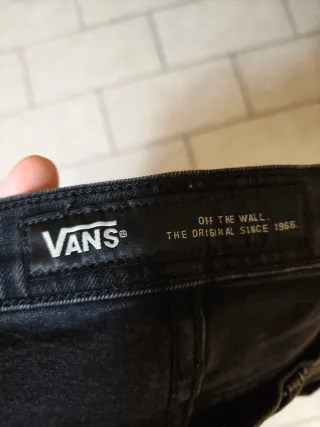 VANS®
OFF THE WALL.
THE ORIGINAL SINCE 1966.